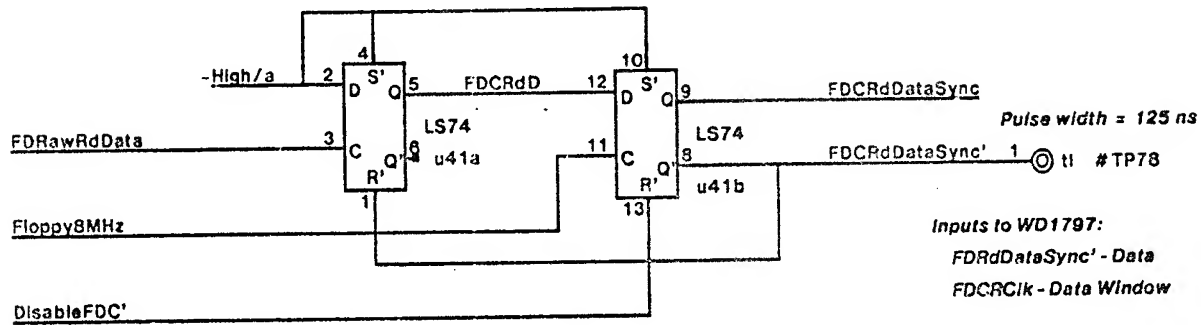 4
10
~High/a
2
D
S'
Q
5
FDCRdD
12
D
S'
Q
9
FDCRdDataSync
Pulse width = 125 ns
FDRawRdData
3
C
LS74
Q'
6
u41a
11
C
LS74
Q'
8
FDCRdDataSync'
1
tl #TP78
R'
1
R'
u41b
13
Floppy8MHz
Inputs to WD1797:
FDRdDataSync' - Data
FDCRClk - Data Window
DisableFDC'